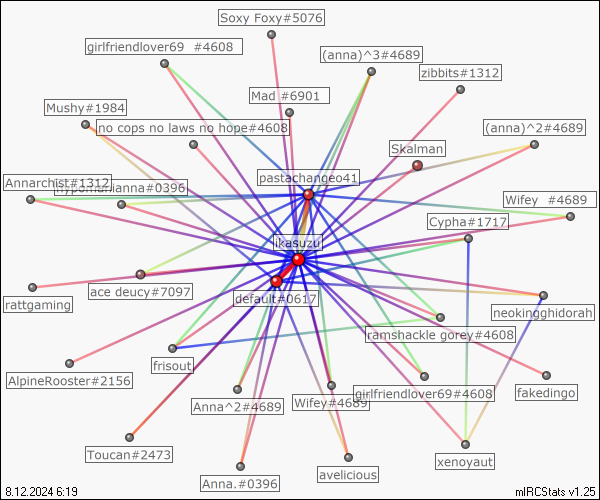 Soxy Foxy#5076
girlfriendlover69 #4608
(anna)^3#4689
zibbits#1312
Mad #6901
Mushy#1984
no cops no laws no hope#4608
(anna)^2#4689
Skalman
pastachangeo41
Annarchist#1312
anna#0396
Wifey #4689
Cypha#1717
ikasuzu
ace deucy#7097
default#0617
rattgaming
neokingghidorah
ramshackle gorey#4608
frisout
AlpineRooster#2156
girlfriendlover69#4608
fakedingo
Anna^2#4689
Wifey#4689
Toucan#2473
xenoyaut
avelicious
Anna.#0396
8.12.2024 6:19
mIRCStats v1.25